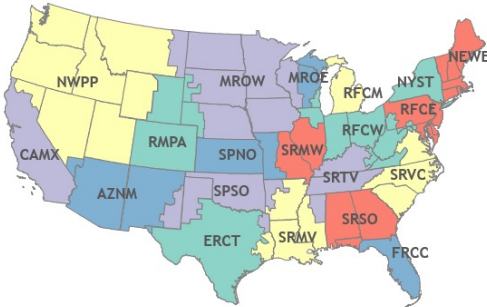 NEWE
NWPP
MROW
MROE
NYST
RFCM
RFCE
RFCW
RMPA
SPNO
SRMW
CAMX
SRTV
SRVC
AZNM
SPSO
SRSO
ERCT
SRMV
FRCC